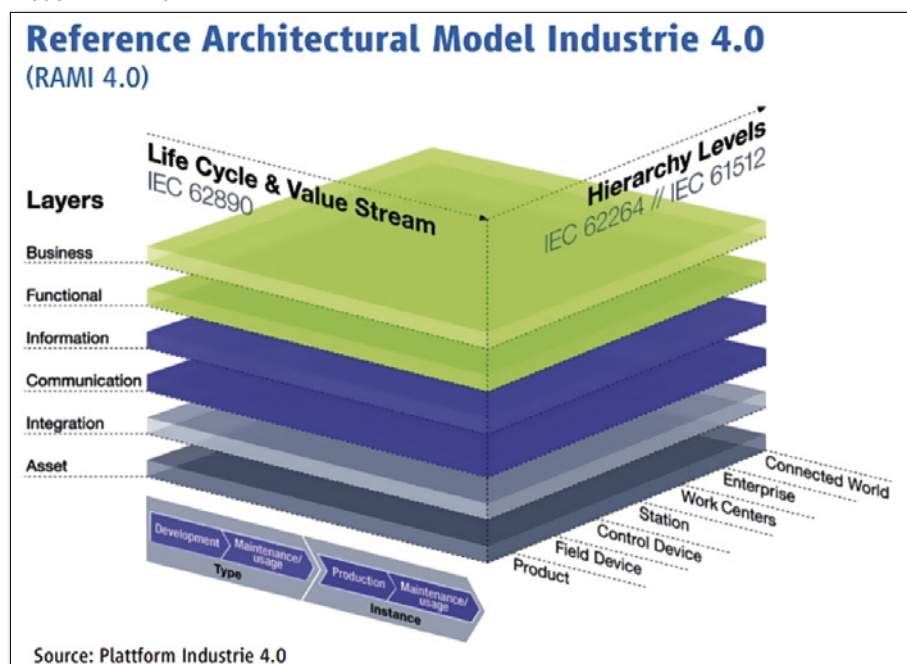 Reference Architectural Model Industrie 4.0
(RAMI 4.0)
Life Cycle & Value Stream
IEC 62890
Hierarchy Levels
IEC 62264 // IEC 61512
Layers
Business
Functional
Information
Communication
Integration
Asset
Connected World
Enterprise
Work Centers
Station
Control Device
Field Device
Product
Development
Maintenance/
usage
Type
Production
Maintenance/
usage
Instance
Source: Plattform Industrie 4.0